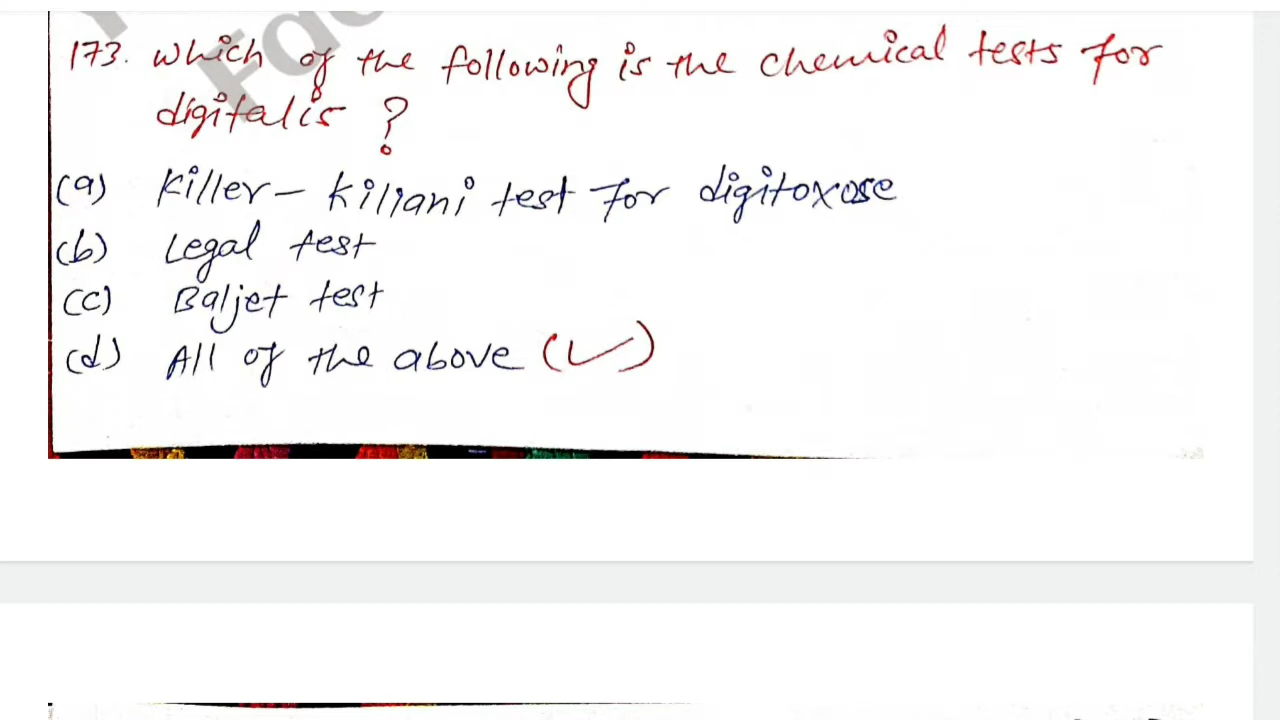 173. Which of the following is the chemical tests for
digitalis ?
(a) Killer - Kiliani test for digitoxose
(b) Legal test
(c) Baljet test
(d) All of the above (✓)